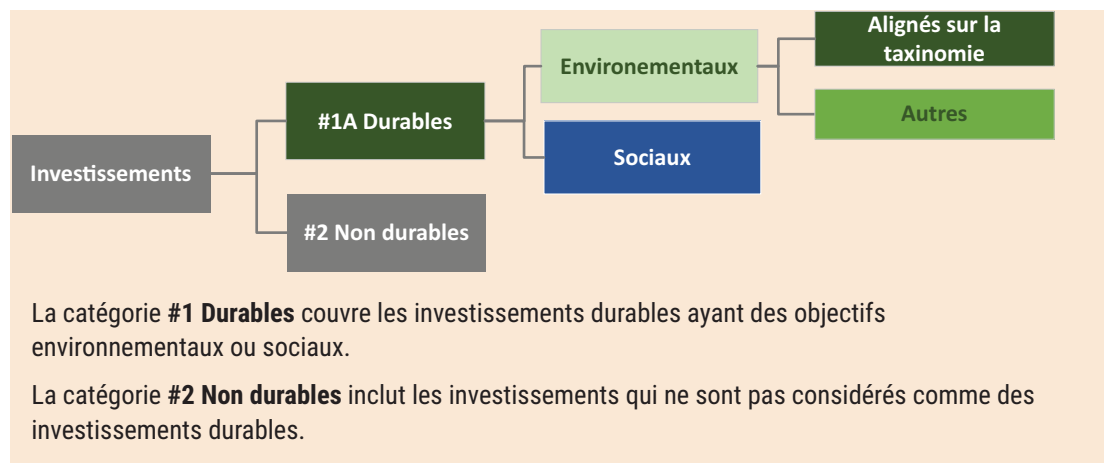 Alignés sur la
taxinomie
Environementaux
Autres
#1A Durables
Sociaux
Investissements
#2 Non durables
La catégorie #1 Durables couvre les investissements durables ayant des objectifs
environnementaux ou sociaux.
La catégorie #2 Non durables inclut les investissements qui ne sont pas considérés comme des
investissements durables.